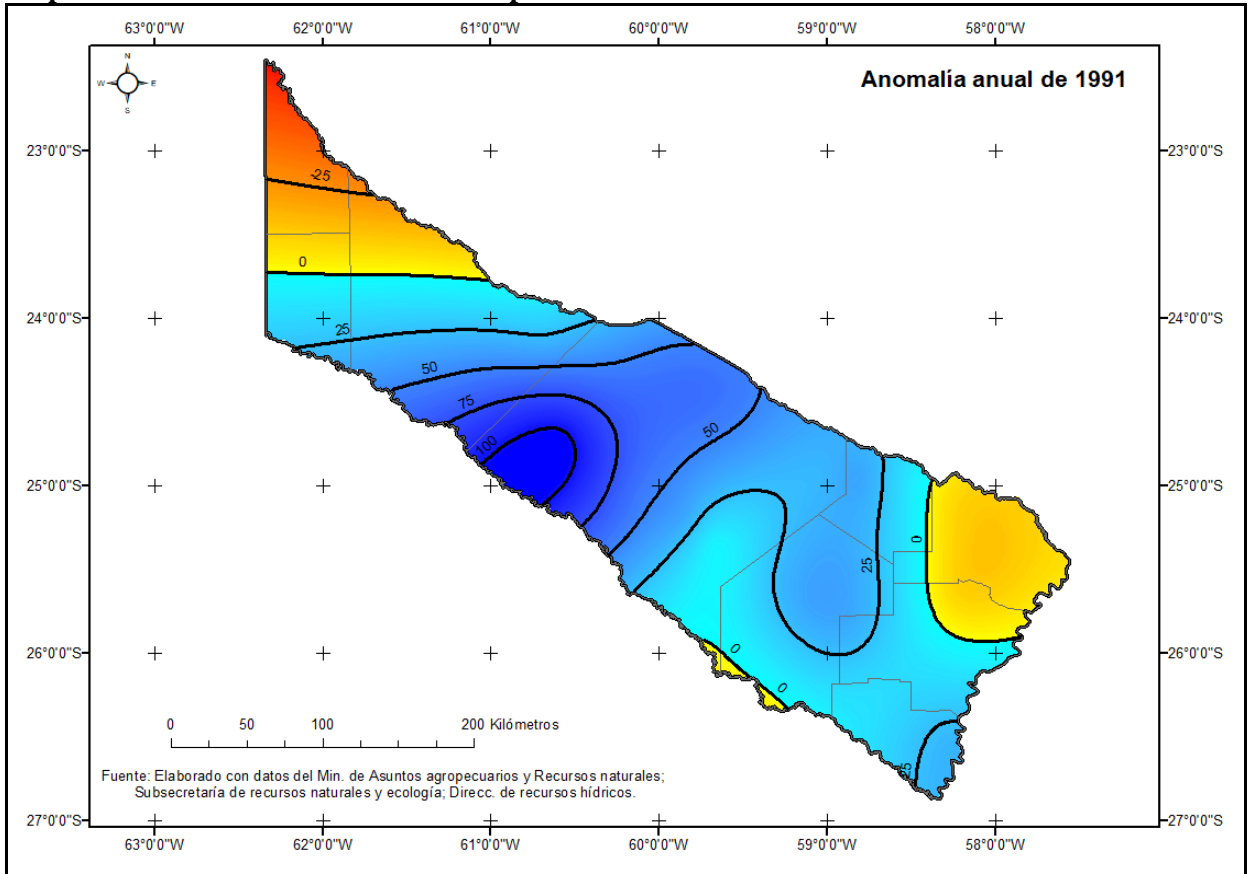 63°0'0"W 62°0'0"W 61°0'0"W 60°0'0"W 59°0'0"W 58°0'0"W
N
W E
S
Anomalía anual de 1991
23°0'0"S 23°0'0"S
-25
0
24°0'0"S 24°0'0"S
25
50
75
50
100
25°0'0"S 25°0'0"S
0
25
26°0'0"S 26°0'0"S
0
0
0 50 100 200 Kilómetros
25
Fuente: Elaborado con datos del Min. de Asuntos agropecuarios y Recursos naturales;
Subsecretaría de recursos naturales y ecología; Direcc. de recursos hídricos.
27°0'0"S 27°0'0"S
63°0'0"W 62°0'0"W 61°0'0"W 60°0'0"W 59°0'0"W 58°0'0"W